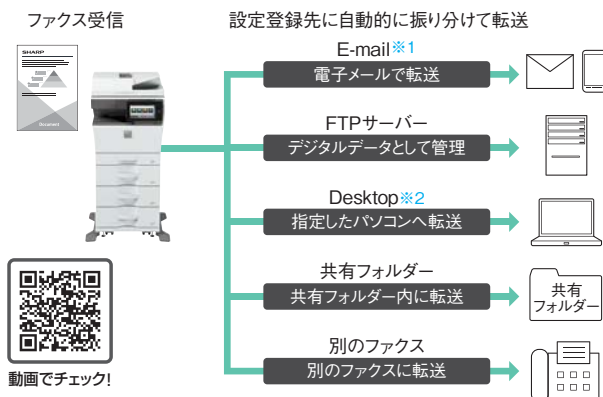 ファクス受信
設定登録先に自動的に振り分けて転送
SHARP
Document
E-mail※1
電子メールで転送
FTPサーバー
デジタルデータとして管理
Desktop※2
指定したパソコンへ転送
共有フォルダー
共有フォルダー内に転送
共有
フォルダー
別のファクス
別のファクスに転送
動画でチェック!